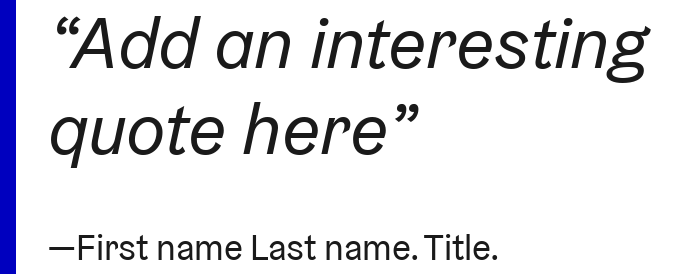 “Add an interesting
quote here”
—First name Last name. Title.